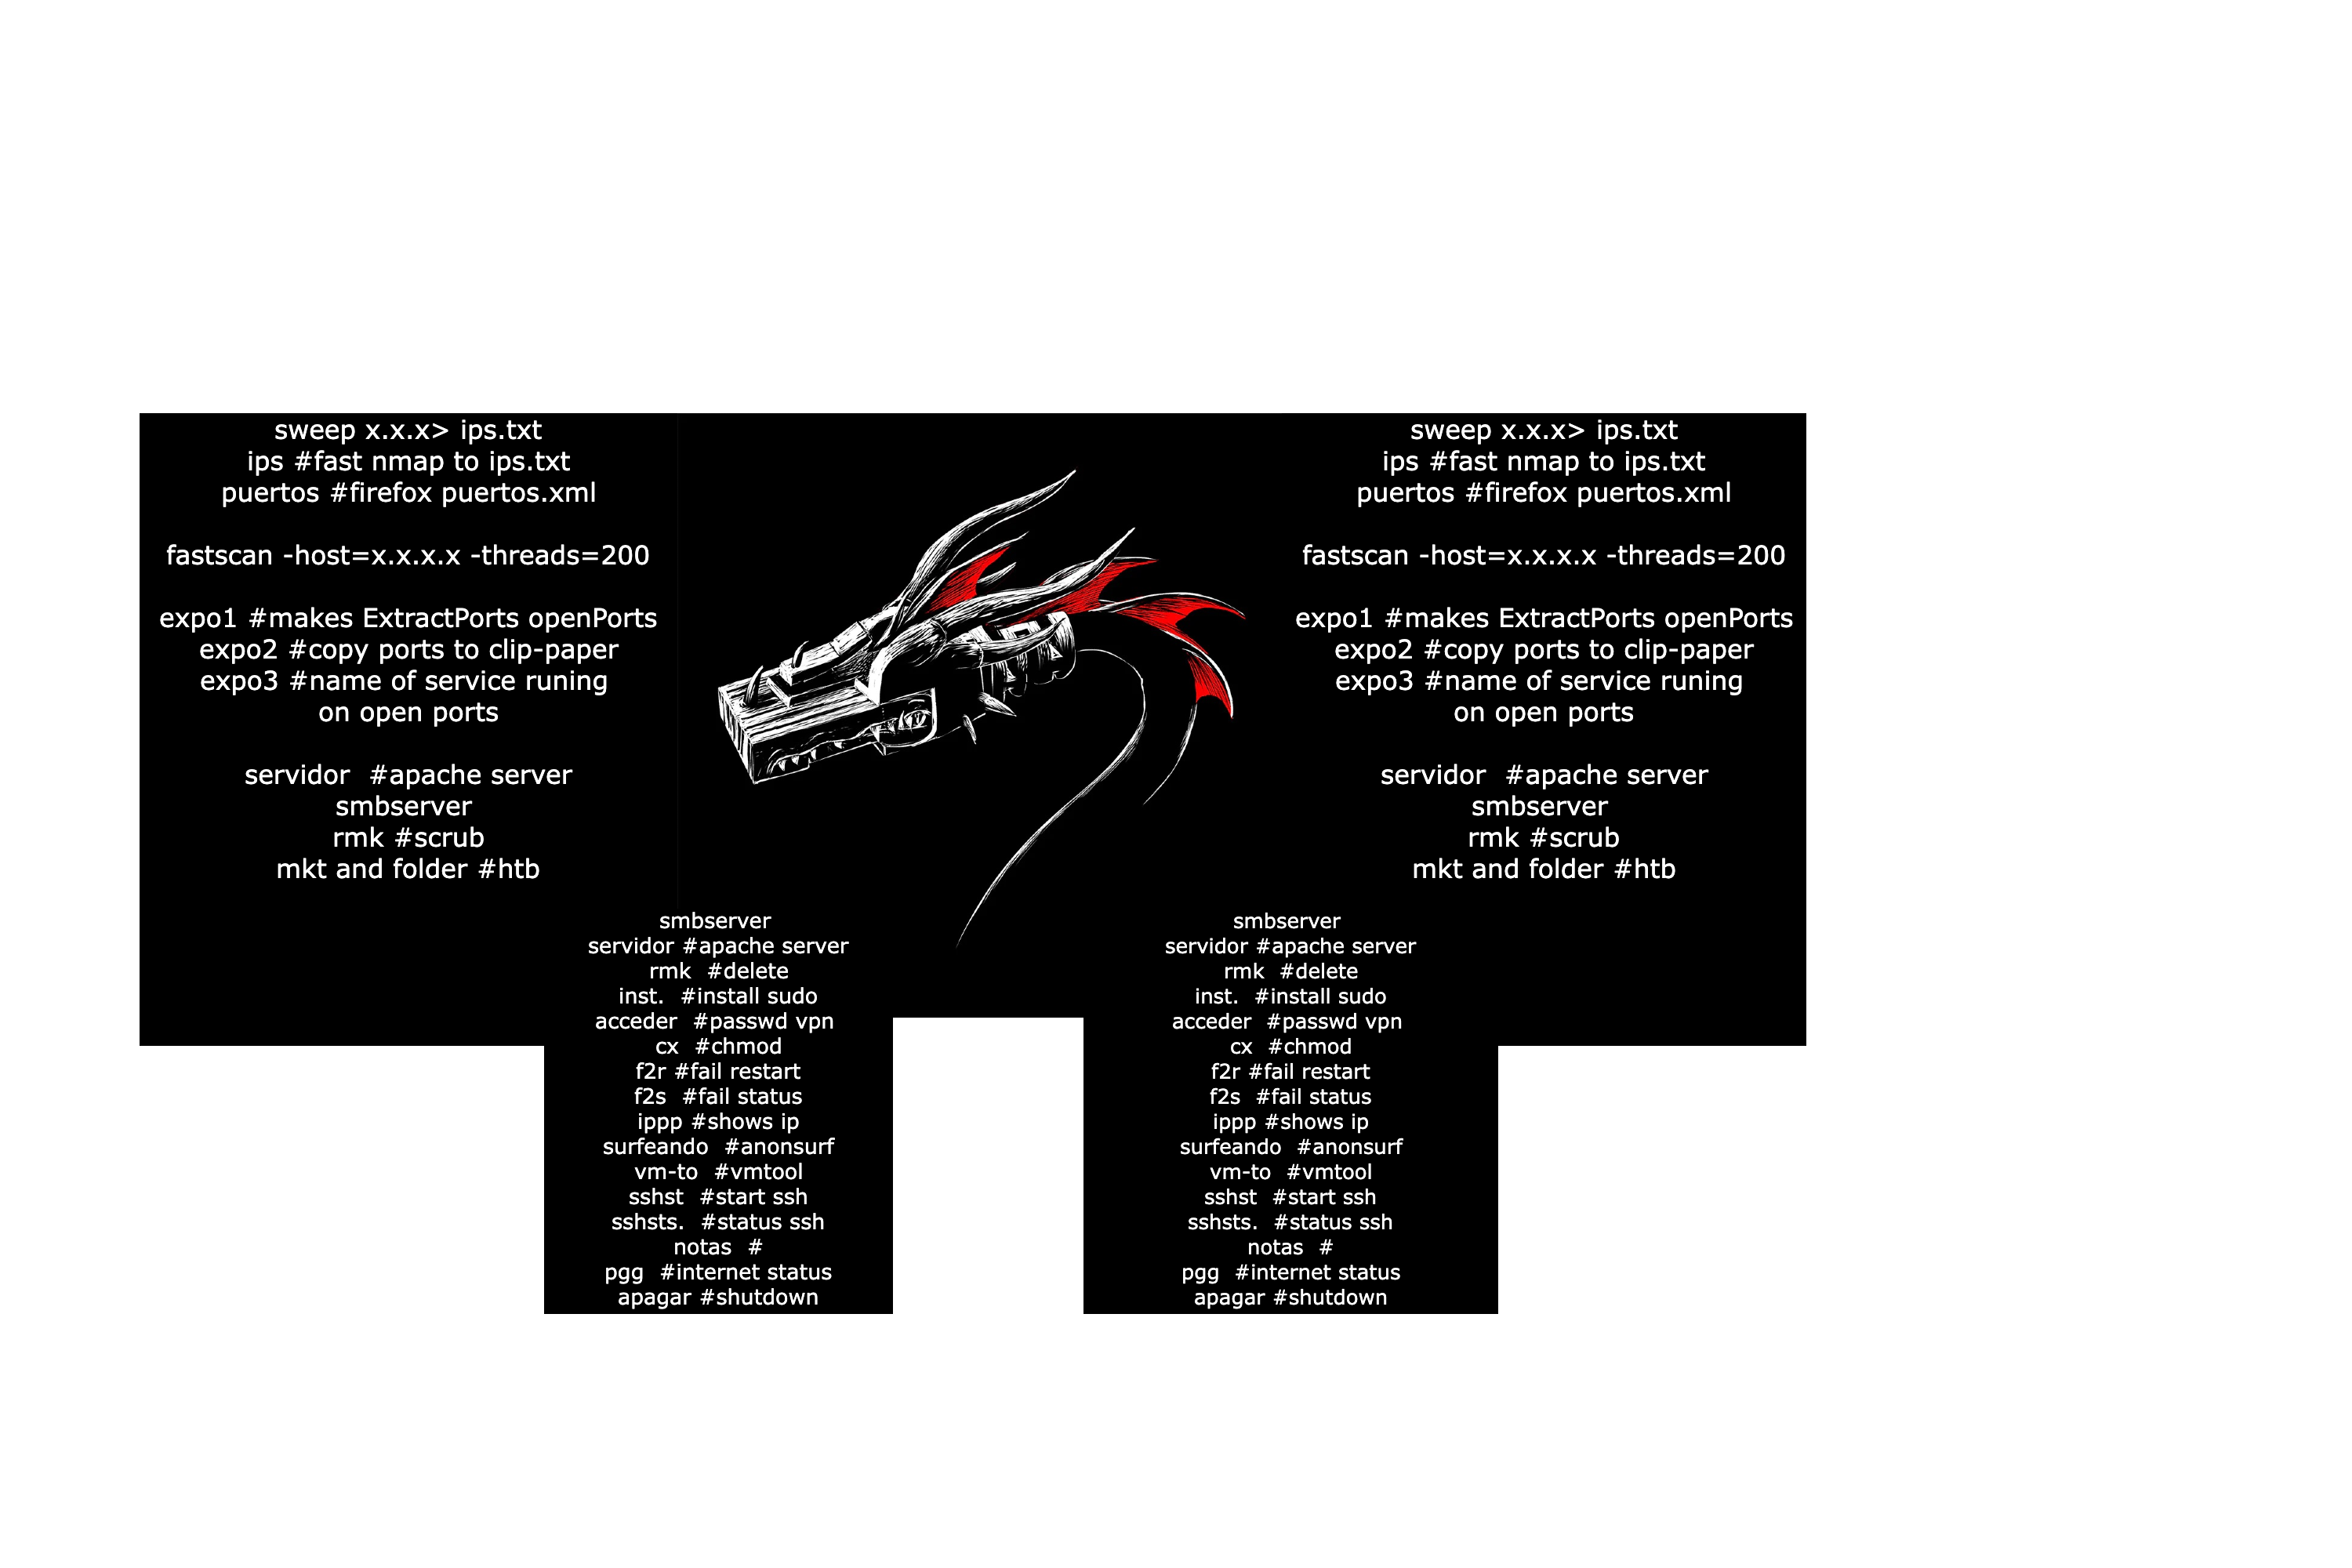 sweep x.x.x> ips.txt
ips #fast nmap to ips.txt
puertos #firefox puertos.xml
fastscan -host=x.x.x.x -threads=200
expo1 #makes ExtractPorts openPorts
expo2 #copy ports to clip-paper
expo3 #name of service runing
on open ports
servidor  #apache server
smbserver
rmk #scrub
mkt and folder #htb
sweep x.x.x> ips.txt
ips #fast nmap to ips.txt
puertos #firefox puertos.xml
fastscan -host=x.x.x.x -threads=200
expo1 #makes ExtractPorts openPorts
expo2 #copy ports to clip-paper
expo3 #name of service runing
on open ports
servidor  #apache server
smbserver
rmk #scrub
mkt and folder #htb
smbserver
servidor #apache server
rmk  #delete
inst.  #install sudo
acceder  #passwd vpn
cx  #chmod
f2r #fail restart
f2s  #fail status
ippp #shows ip
surfeando  #anonsurf
vm-to  #vmtool
sshst  #start ssh
sshsts.  #status ssh
notas  #
pgg  #internet status
apagar #shutdown
smbserver
servidor #apache server
rmk  #delete
inst.  #install sudo
acceder  #passwd vpn
cx  #chmod
f2r #fail restart
f2s  #fail status
ippp #shows ip
surfeando  #anonsurf
vm-to  #vmtool
sshst  #start ssh
sshsts.  #status ssh
notas  #
pgg  #internet status
apagar #shutdown